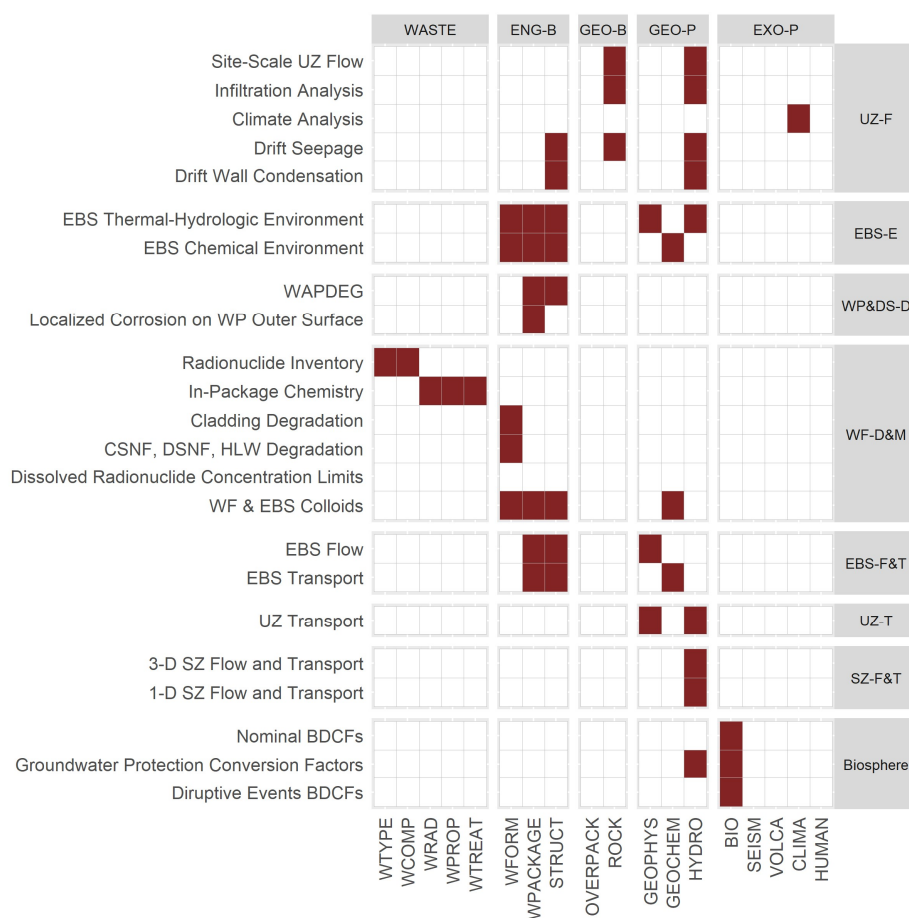 WASTE ENG-B GEO-B GEO-P EXO-P
Site-Scale UZ Flow
Infiltration Analysis
Climate Analysis
Drift Seepage
Drift Wall Condensation
UZ-F
EBS Thermal-Hydrologic Environment
EBS Chemical Environment
EBS-E
WAPDEG
Localized Corrosion on WP Outer Surface
WP&DS-D
Radionuclide Inventory
In-Package Chemistry
Cladding Degradation
CSNF, DSNF, HLW Degradation
Dissolved Radionuclide Concentration Limits
WF & EBS Colloids
WF-D&M
EBS Flow
EBS Transport
EBS-F&T
UZ Transport
UZ-T
3-D SZ Flow and Transport
1-D SZ Flow and Transport
SZ-F&T
Nominal BDCFs
Groundwater Protection Conversion Factors
Diruptive Events BDCFs
Biosphere
WTYPE
WCOMP
WRAD
WPROP
WTREAT
WFORM
WPACKAGE
STRUCT
OVERPACK
ROCK
GEOPHYS
GEOCHEM
HYDRO
BIO
SEISM
VOLCA
CLIMA
HUMAN